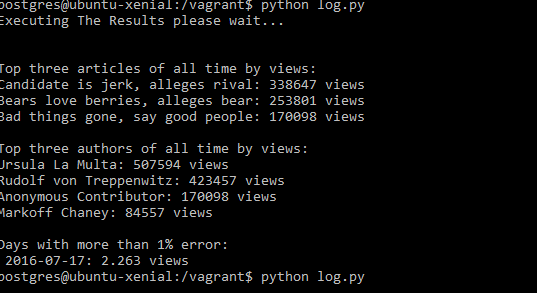 postgres@ubuntu-xenial:/vagrant$ python log.py
Executing The Results please wait...
Top three articles of all time by views:
Candidate is jerk, alleges rival: 338647 views
Bears love berries, alleges bear: 253801 views
Bad things gone, say good people: 170098 views
Top three authors of all time by views:
Ursula La Multa: 507594 views
Rudolf von Treppenwitz: 423457 views
Anonymous Contributor: 170098 views
Markoff Chaney: 84557 views
Days with more than 1% error:
2016-07-17: 2.263 views
postgres@ubuntu-xenial:/vagrant$ python log.py